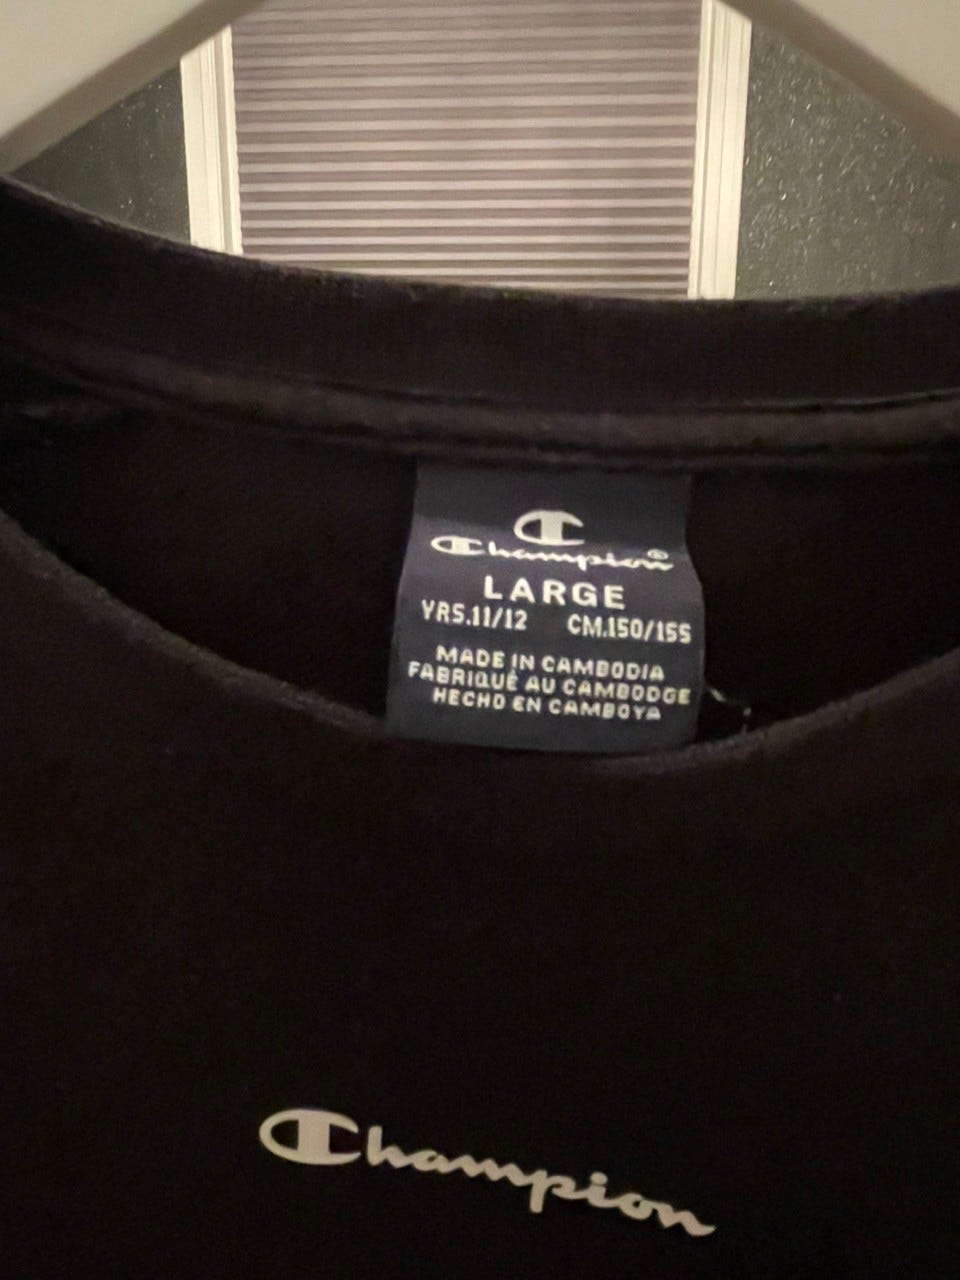 Champion®
LARGE
YRS.11/12 CM.150/155
MADE IN CAMBODIA
FABRIQUÉ AU CAMBODGE
HECHO EN CAMBOYA
Champion